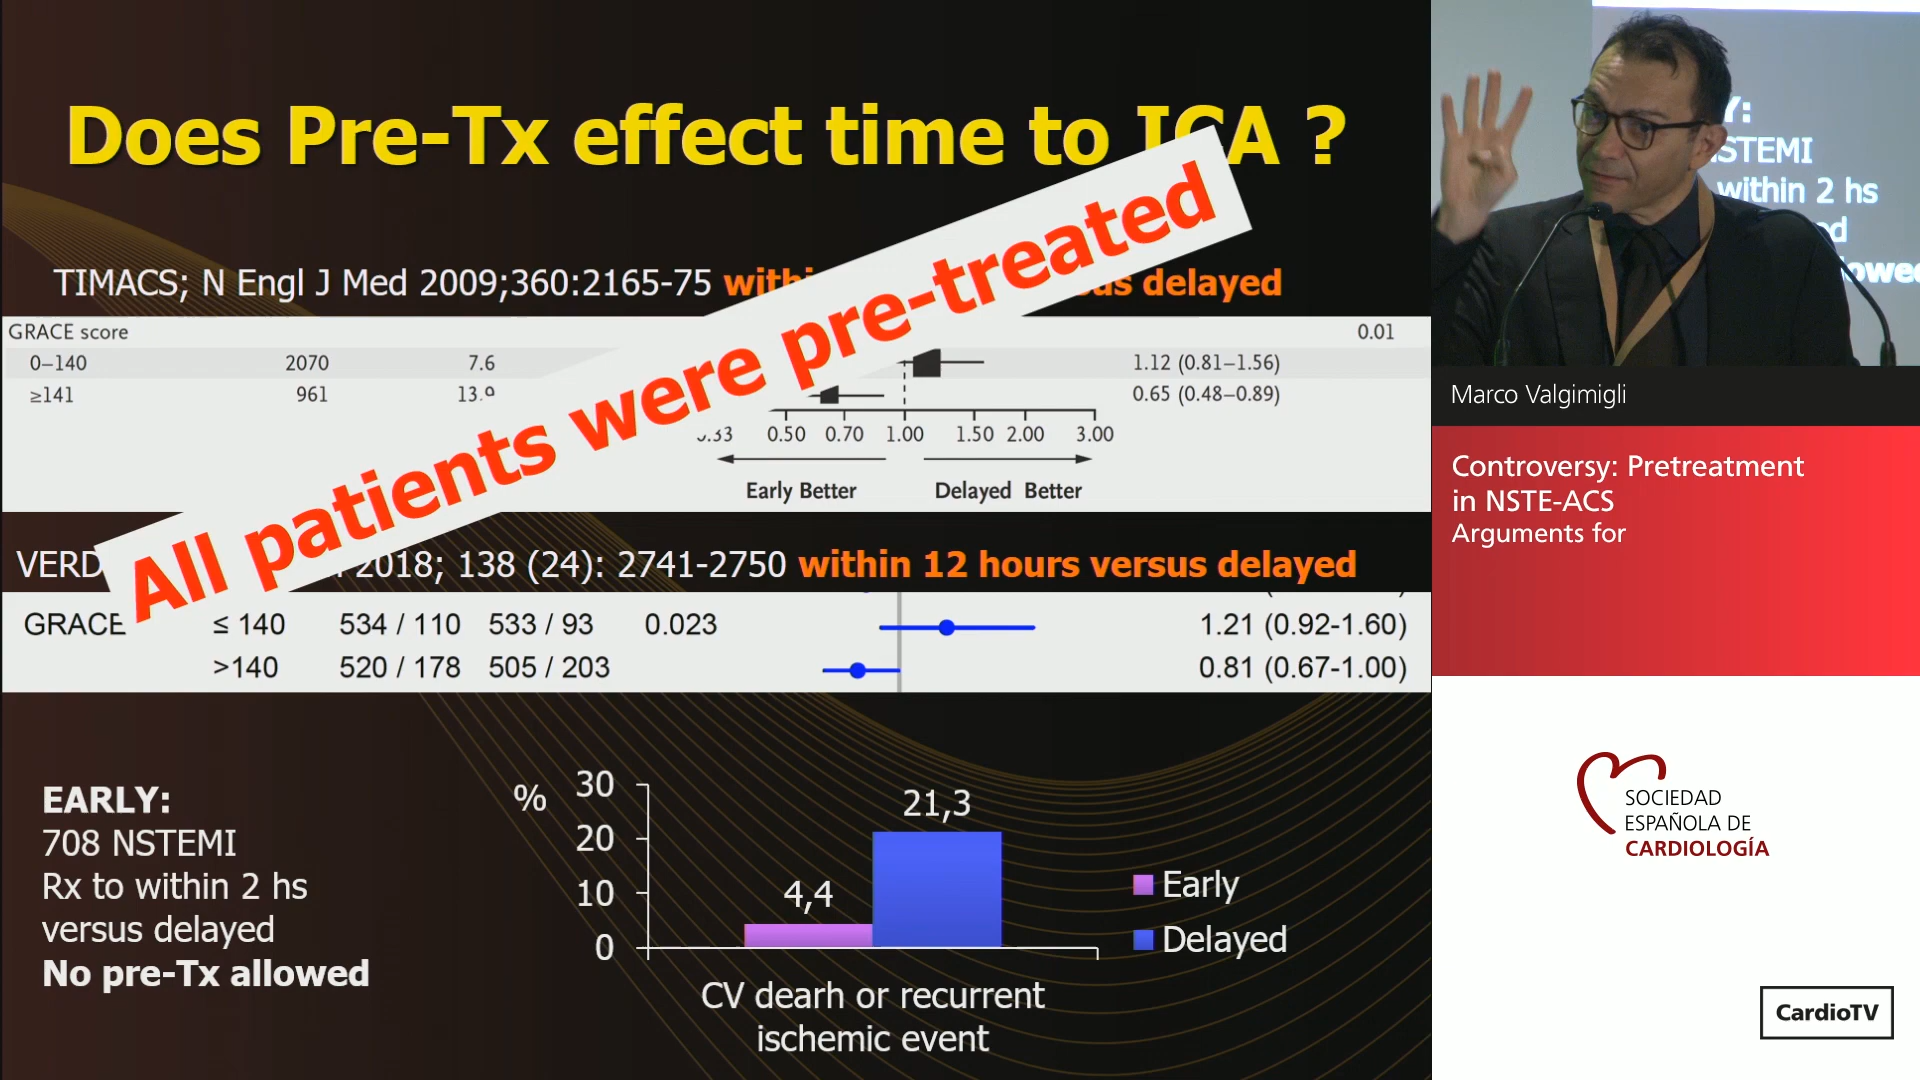 Does Pre-Tx effect time to ICA ?
TIMACS; N Engl J Med 2009;360:2165-75 delayed
All patients were pre-treated
GRACE score 0.01
0–140 2070 7.6 1.12 (0.81–1.56)
≥141 961 0.65 (0.48–0.89)
0.50 0.70 1.00 1.50 2.00 3.00
Early Better Delayed Better
2018; 138 (24): 2741-2750 within 12 hours versus delayed
GRACE ≤ 140 534 / 110 533 / 93 0.023 1.21 (0.92-1.60)
>140 520 / 178 505 / 203 0.81 (0.67-1.00)
EARLY:
708 NSTEMI
Rx to within 2 hs
versus delayed
No pre-Tx allowed
%
30
20
10
0
4,4
21,3
Early
Delayed
CV dearh or recurrent
ischemic event
Y:
STEMI
within 2 hs
ed
owed
Marco Valgimigli
Controversy: Pretreatment
in NSTE-ACS
Arguments for
SOCIEDAD
ESPAÑOLA DE
CARDIOLOGÍA
CardioTV